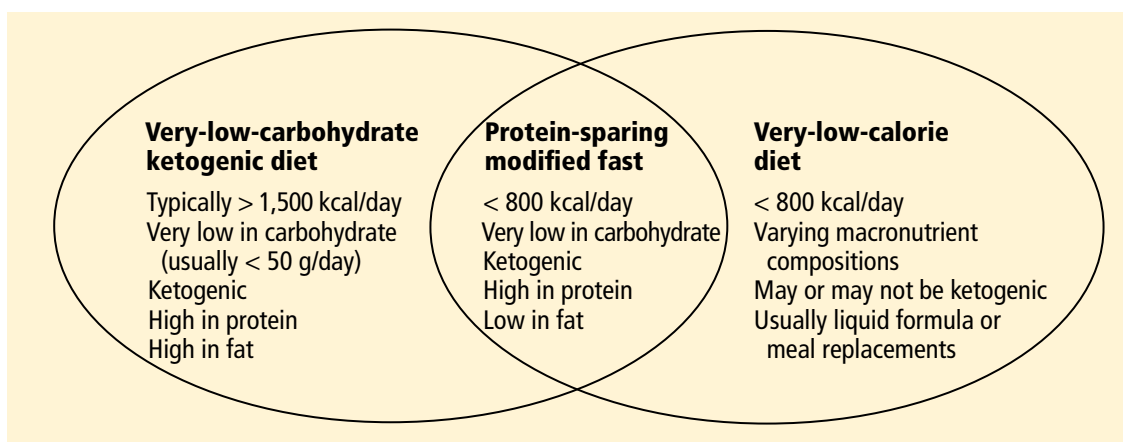 Very-low-carbohydrate
ketogenic diet
Typically > 1,500 kcal/day
Very low in carbohydrate
(usually < 50 g/day)
Ketogenic
High in protein
High in fat
Protein-sparing
modified fast
< 800 kcal/day
Very low in carbohydrate
Ketogenic
High in protein
Low in fat
Very-low-calorie
diet
< 800 kcal/day
Varying macronutrient
compositions
May or may not be ketogenic
Usually liquid formula or
meal replacements